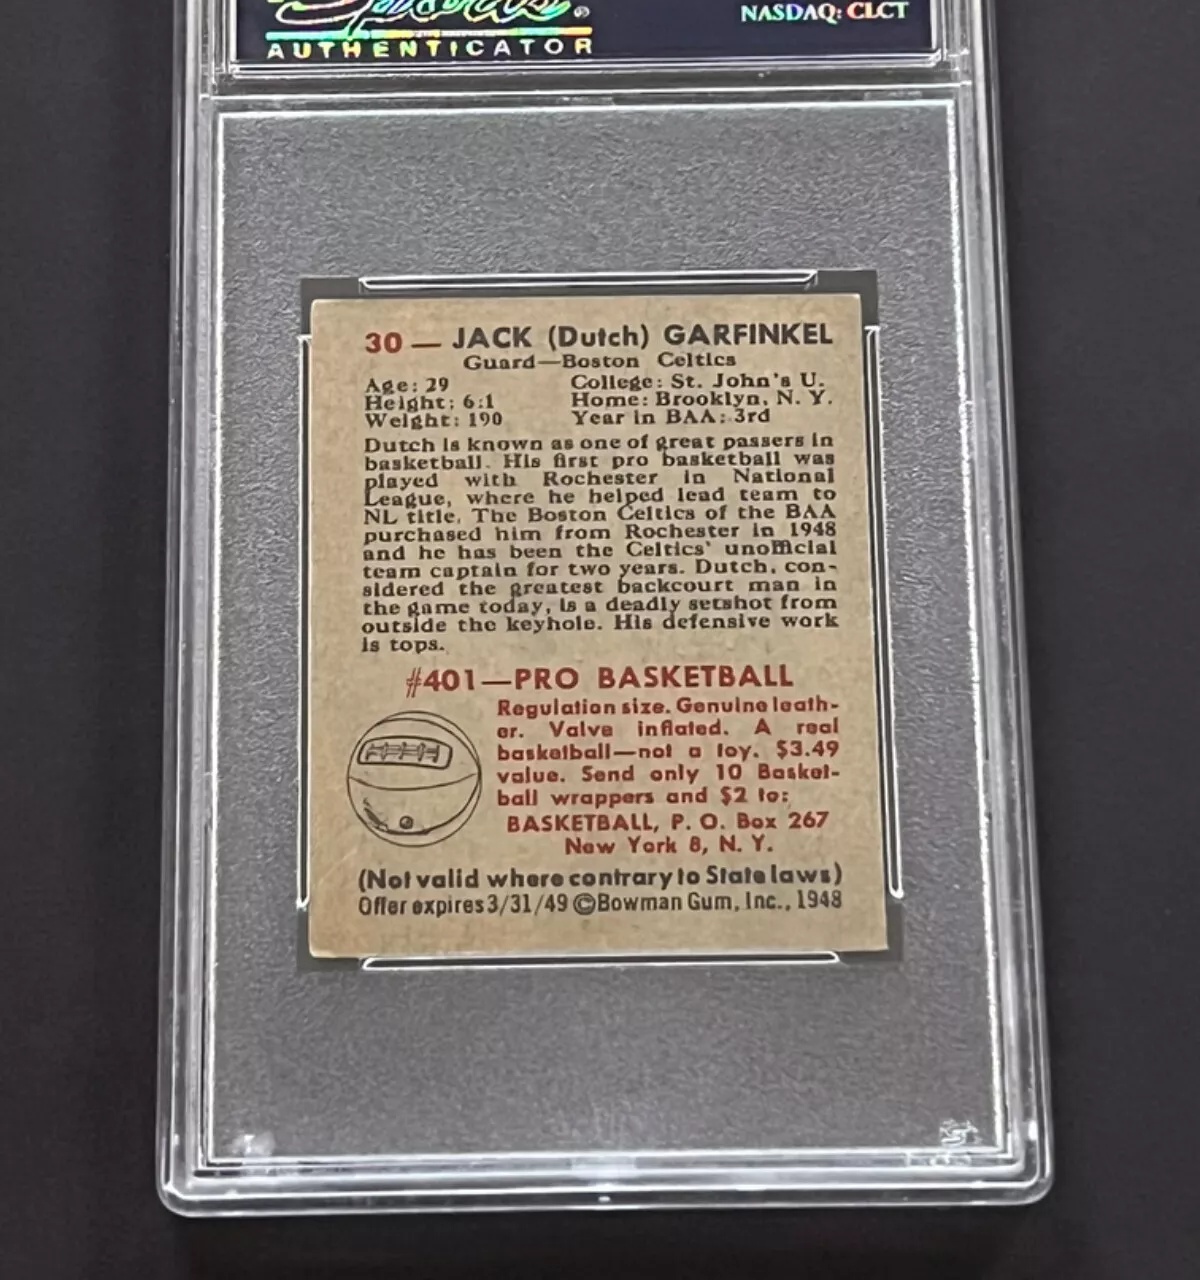 NASDAQ: CLCT
AUTHENTICATOR
30 — JACK (Dutch) GARFINKEL
Guard—Boston Celtics
Age: 29 College: St. John's U.
Height: 6:1 Home: Brooklyn, N. Y.
Weight: 190 Year in BAA: 3rd
Dutch is known as one of great passers in
basketball. His first pro basketball was
played with Rochester in National
League, where he helped lead team to
NL title. The Boston Celtics of the BAA
purchased him from Rochester in 1948
and he has been the Celtics' unofficial
team captain for two years. Dutch, con-
sidered the greatest backcourt man in
the game today, is a deadly setshot from
outside the keyhole. His defensive work
is tops.
#401—PRO BASKETBALL
Regulation size. Genuine leath-
er. Valve inflated. A real
basketball—not a toy. $3.49
value. Send only 10 Basket-
ball wrappers and $2 to:
BASKETBALL, P. O. Box 267
New York 8, N. Y.
(Not valid where contrary to State laws)
Offer expires 3/31/49 ©Bowman Gum, Inc., 1948